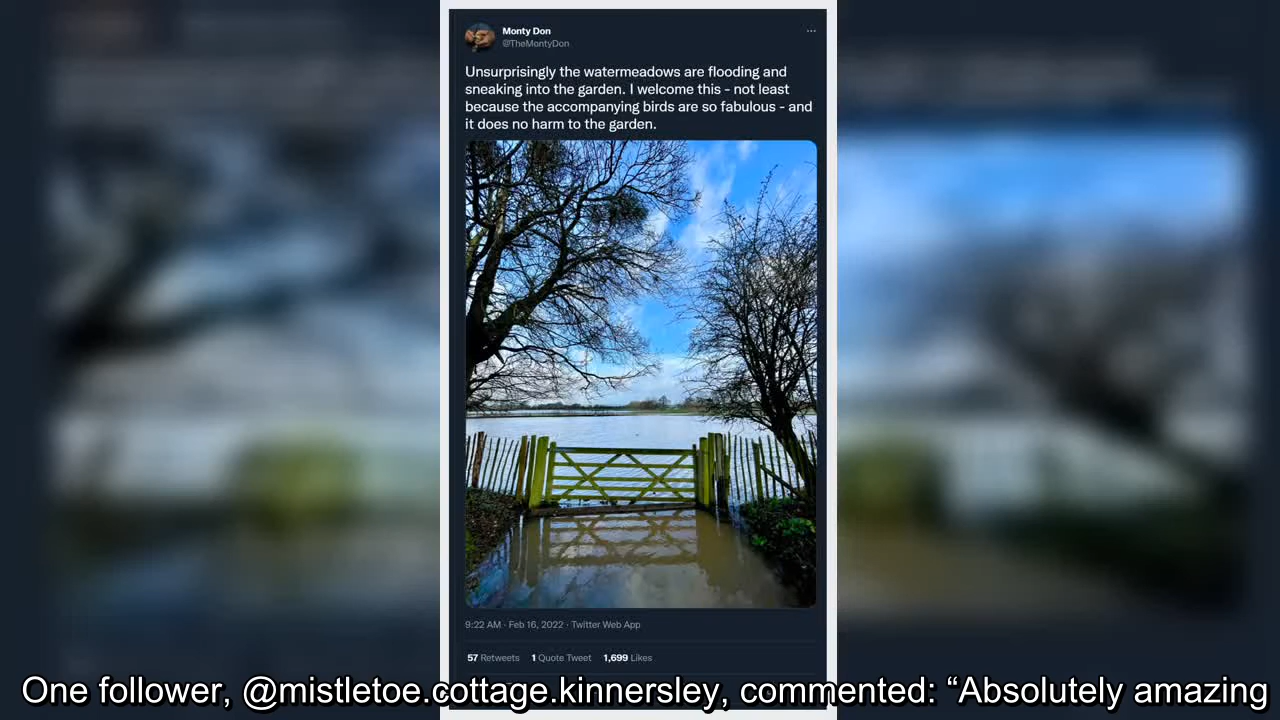 Monty Don
@TheMontyDon
Unsurprisingly the watermeadows are flooding and
sneaking into the garden. I welcome this - not least
because the accompanying birds are so fabulous - and
it does no harm to the garden.
9:22 AM · Feb 16, 2022 · Twitter Web App
57 Retweets 1 Quote Tweet 1,699 Likes
One follower, @mistletoe.cottage.kinnersley, commented: “Absolutely amazing